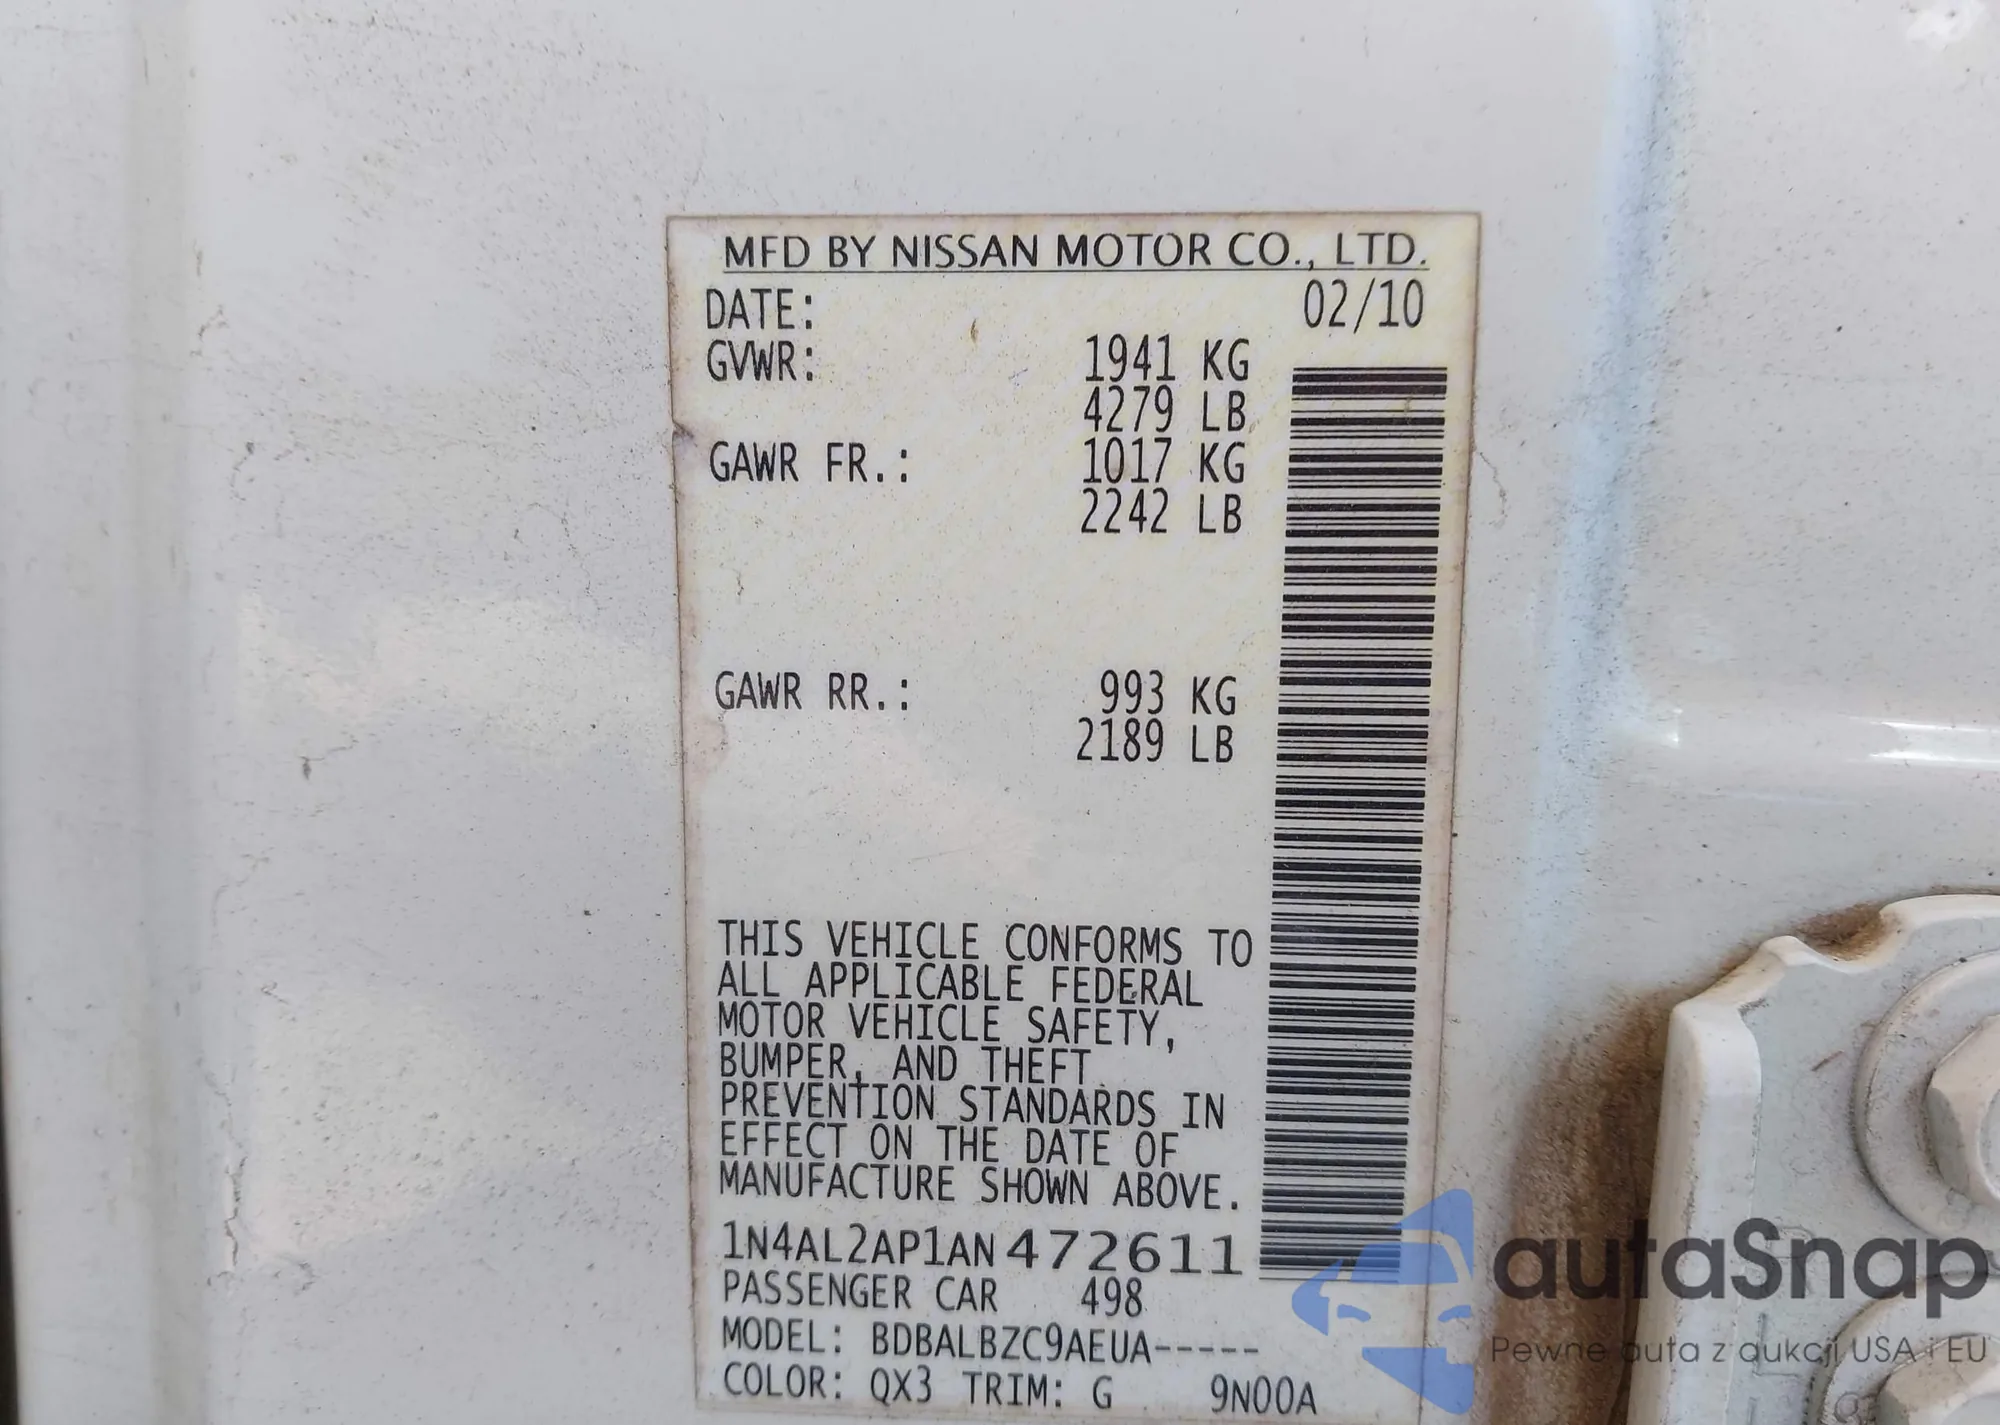 MFD BY NISSAN MOTOR CO., LTD.
DATE: 02/10
GVWR: 1941 KG
4279 LB
GAWR FR.: 1017 KG
2242 LB
GAWR RR.: 993 KG
2189 LB
THIS VEHICLE CONFORMS TO
ALL APPLICABLE FEDERAL
MOTOR VEHICLE SAFETY,
BUMPER, AND THEFT
PREVENTION STANDARDS IN
EFFECT ON THE DATE OF
MANUFACTURE SHOWN ABOVE.
1N4AL2AP1AN472611
PASSENGER CAR 498
MODEL: BDBALBZC9AEUA-----
COLOR: QX3 TRIM: G 9N00A
autaSnap
Pewne auta z aukcji USA i EU